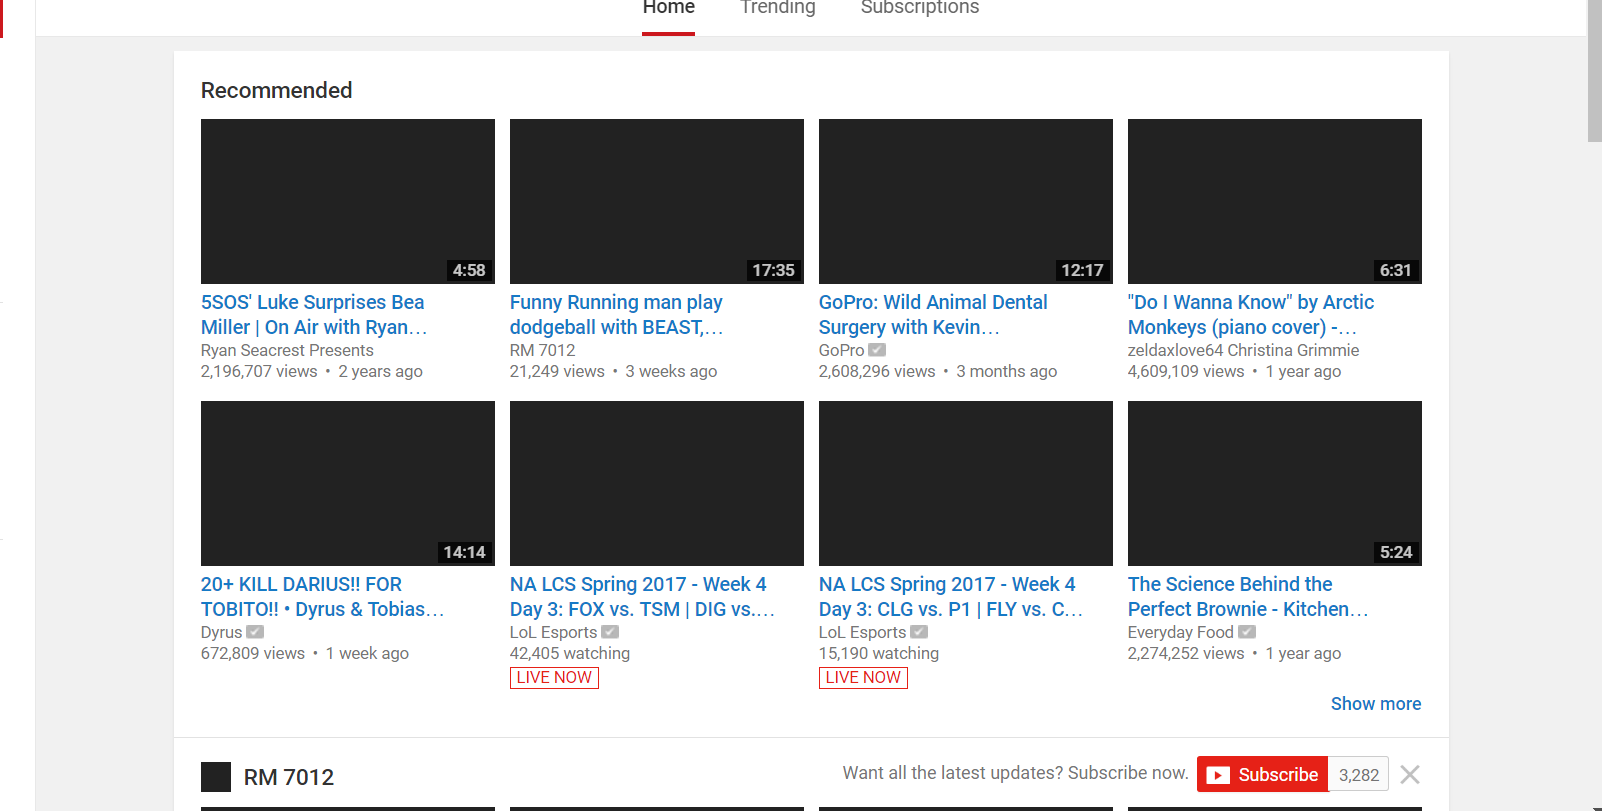 Home Trending Subscriptions
Recommended
4:58 17:35 12:17 6:31
5SOS' Luke Surprises Bea
Miller | On Air with Ryan...
Ryan Seacrest Presents
2,196,707 views • 2 years ago
Funny Running man play
dodgeball with BEAST,...
RM 7012
21,249 views • 3 weeks ago
GoPro: Wild Animal Dental
Surgery with Kevin...
GoPro
2,608,296 views • 3 months ago
"Do I Wanna Know" by Arctic
Monkeys (piano cover) -...
zeldaxlove64 Christina Grimmie
4,609,109 views • 1 year ago
14:14 5:24
20+ KILL DARIUS!! FOR
TOBITO!! • Dyrus & Tobias...
Dyrus
672,809 views • 1 week ago
NA LCS Spring 2017 - Week 4
Day 3: FOX vs. TSM | DIG vs....
LoL Esports
42,405 watching
LIVE NOW
NA LCS Spring 2017 - Week 4
Day 3: CLG vs. P1 | FLY vs. C...
LoL Esports
15,190 watching
LIVE NOW
The Science Behind the
Perfect Brownie - Kitchen...
Everyday Food
2,274,252 views • 1 year ago
Show more
RM 7012
Want all the latest updates? Subscribe now. Subscribe 3,282